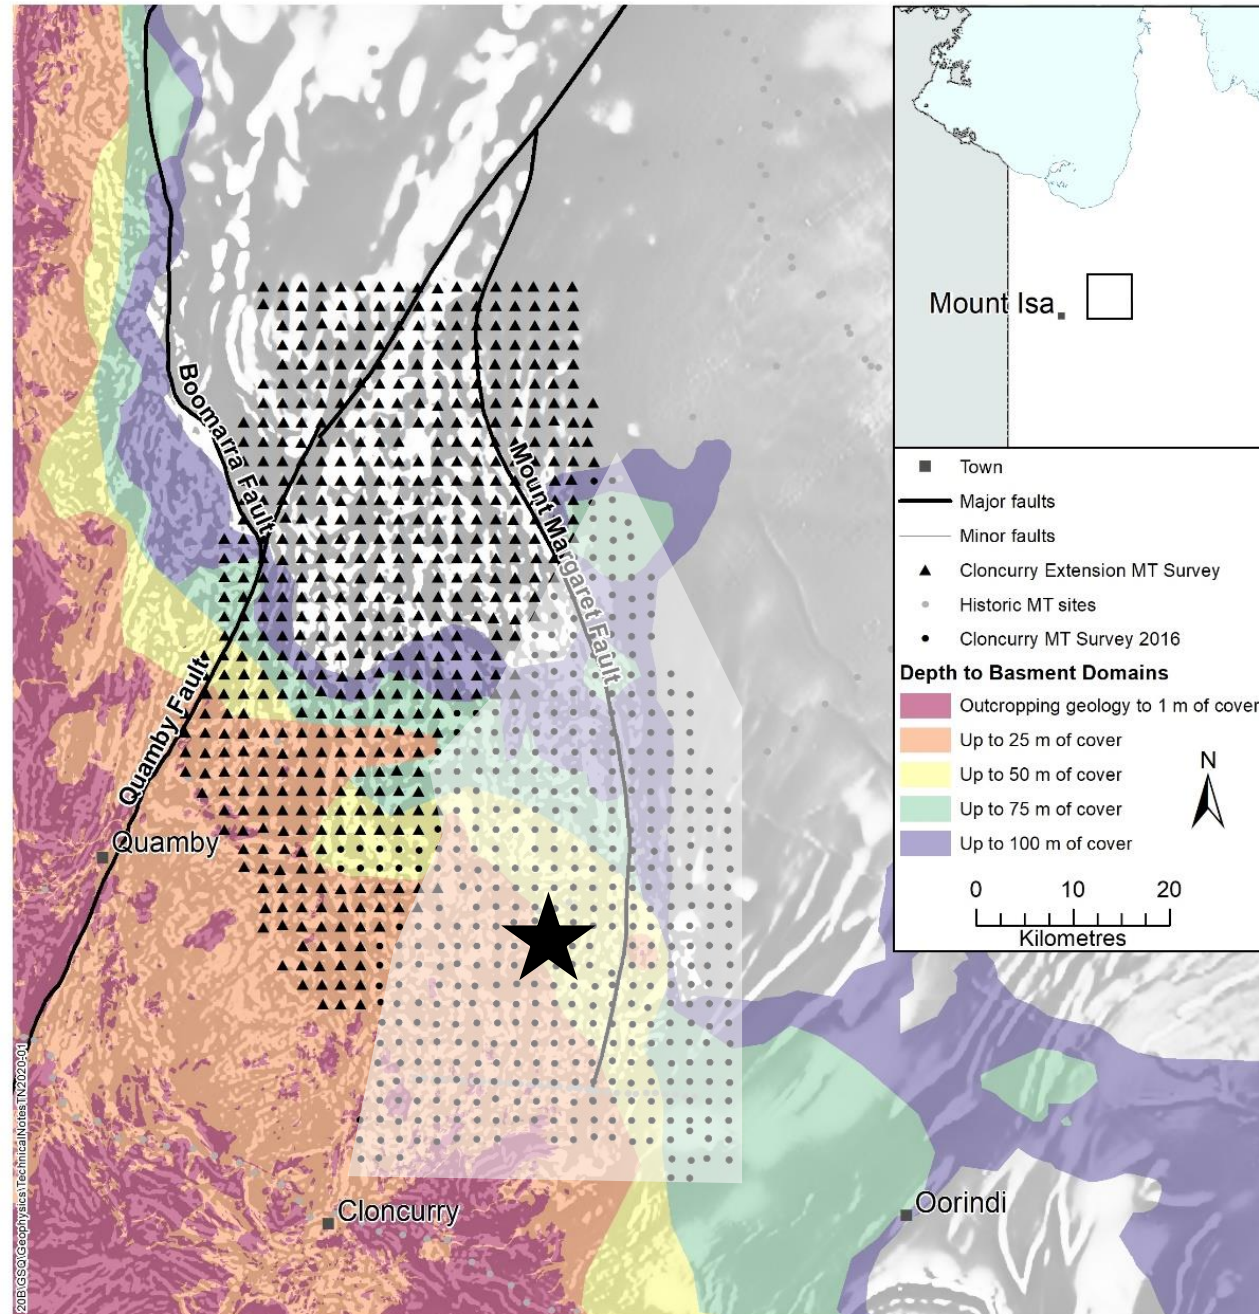 Mount Isa
Town
Major faults
Minor faults
Cloncurry Extension MT Survey
Historic MT sites
Cloncurry MT Survey 2016
Depth to Basment Domains
Outcropping geology to 1 m of cover
Up to 25 m of cover
Up to 50 m of cover
Up to 75 m of cover
Up to 100 m of cover
N
0 10 20
Kilometres
Boomarra Fault
Mount Margaret Fault
Quamby Fault
Quamby
Cloncurry
Oorindi
20B\GSQ\Geophysics\TechnicalNotesTN2020-01